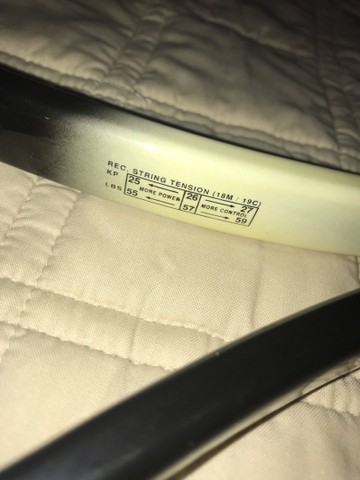 REC. STRING TENSION (18M / 19C)
KP 25 ← 26 → 27
MORE POWER MORE CONTROL
LBS 55 57 59